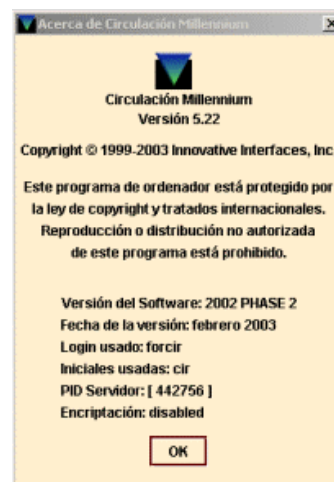 Acerca de Circulación Millennium
Circulación Millennium
Versión 5.22
Copyright © 1999-2003 Innovative Interfaces, Inc
Este programa de ordenador está protegido por
la ley de copyright y tratados internacionales.
Reproducción o distribución no autorizada
de este programa está prohibido.
Versión del Software: 2002 PHASE 2
Fecha de la versión: febrero 2003
Login usado: forcir
Iniciales usadas: cir
PID Servidor: [ 442756 ]
Encriptación: disabled
OK